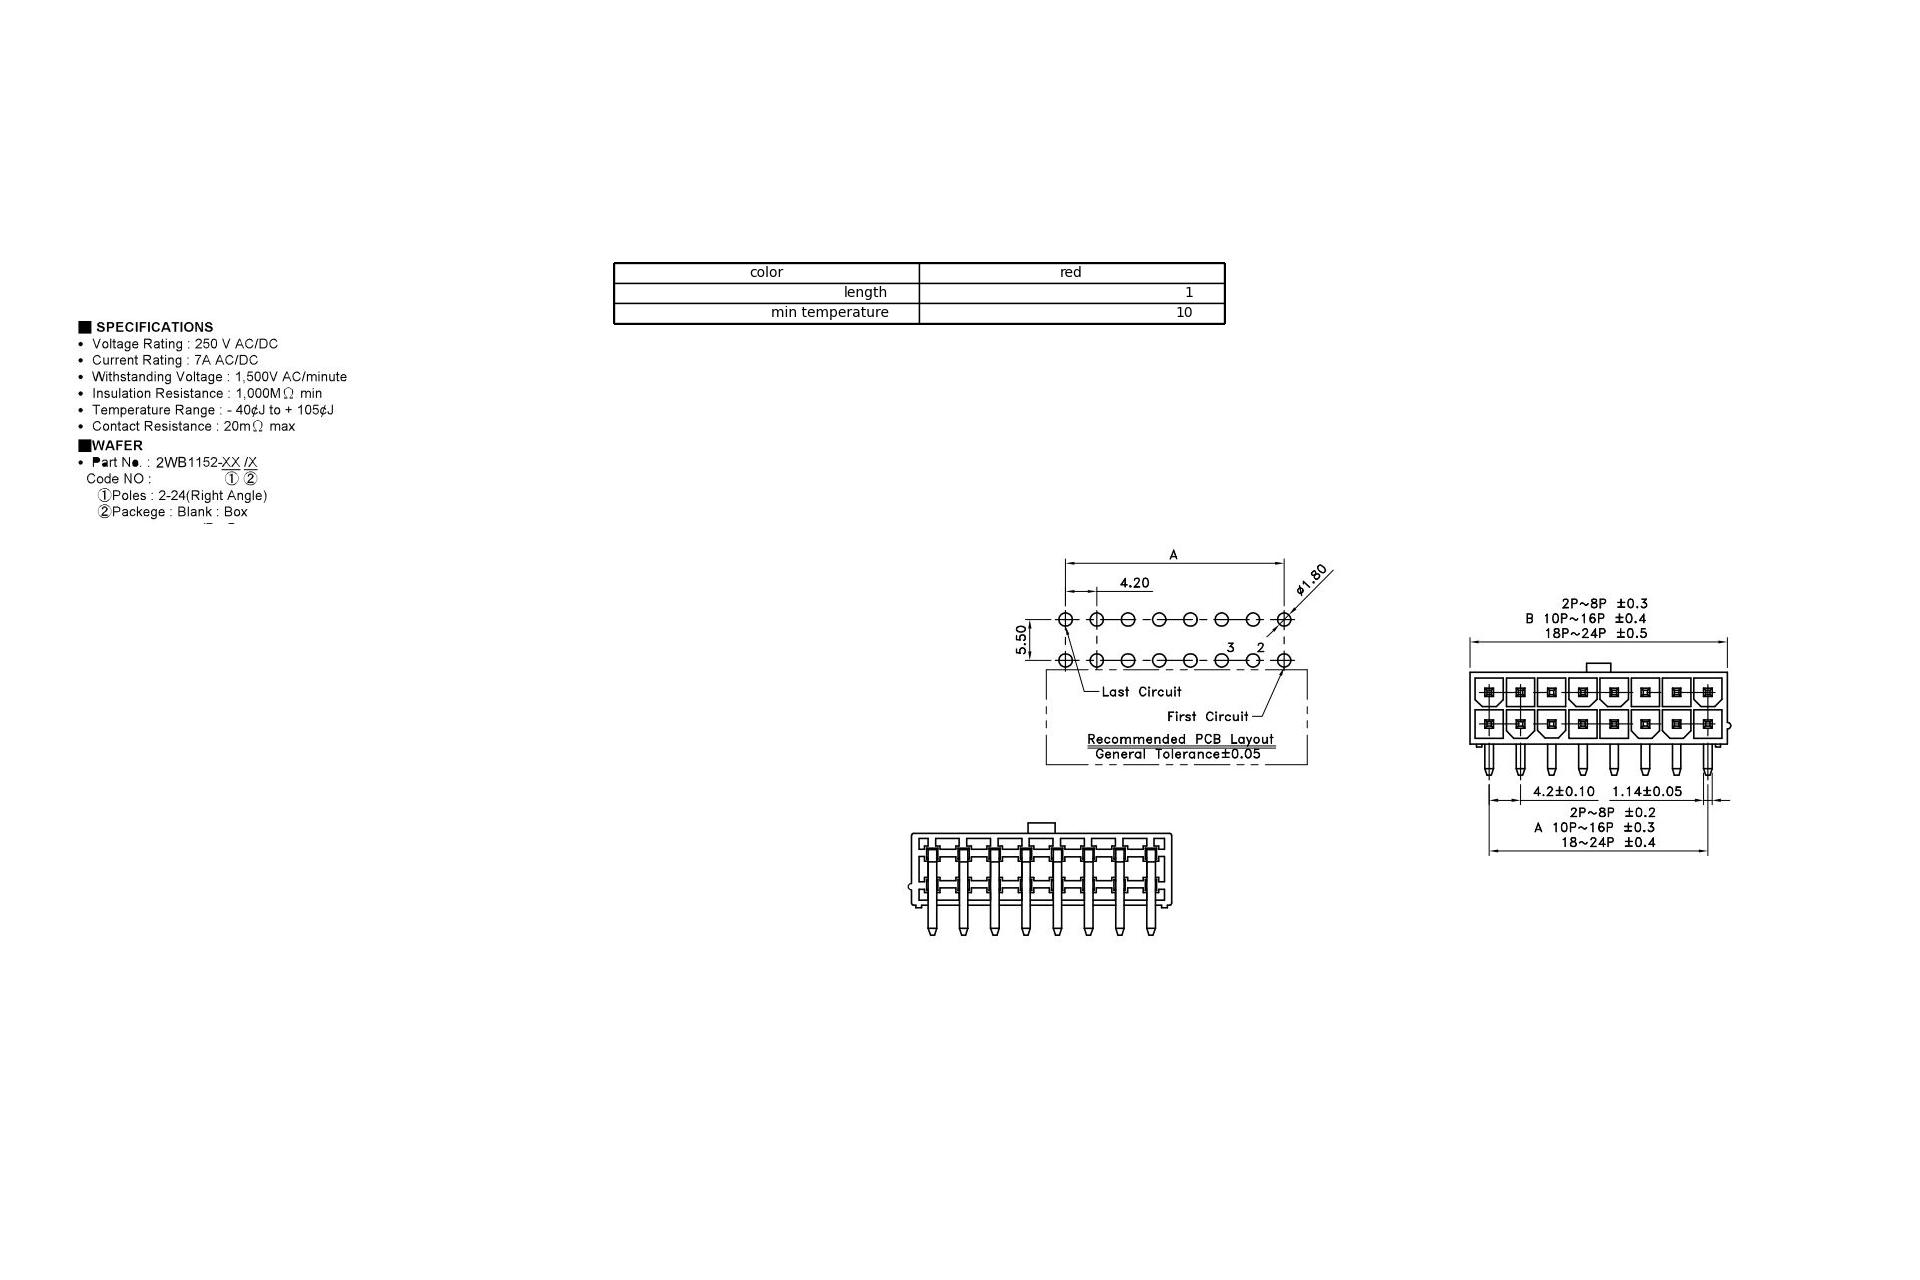 color red
length 1
min temperature 10
■ SPECIFICATIONS
• Voltage Rating : 250 V AC/DC
• Current Rating : 7A AC/DC
• Withstanding Voltage : 1,500V AC/minute
• Insulation Resistance : 1,000MΩ min
• Temperature Range : - 40¢J to + 105¢J
• Contact Resistance : 20mΩ max
■WAFER
• Part No. : 2WB1152-XX /X
Code NO : ① ②
①Poles : 2-24(Right Angle)
②Packege : Blank : Box
A
4.20
ø1.80
5.50
3 2
Last Circuit
First Circuit
Recommended PCB Layout
General Tolerance±0.05
2P~8P ±0.3
B 10P~16P ±0.4
18P~24P ±0.5
4.2±0.10 1.14±0.05
2P~8P ±0.2
A 10P~16P ±0.3
18~24P ±0.4